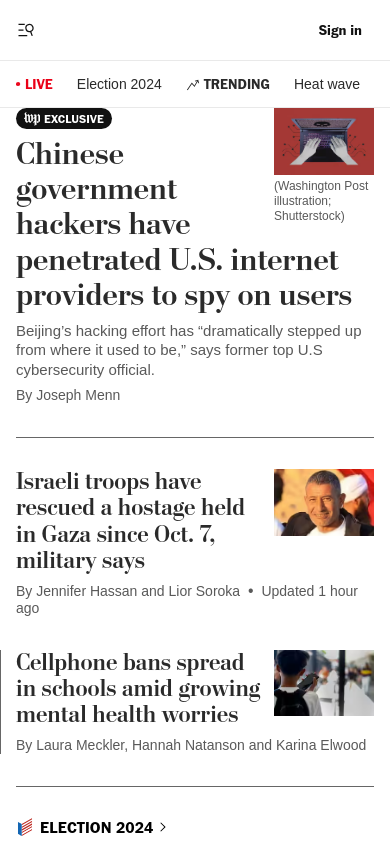 Sign in
LIVE Election 2024 TRENDING Heat wave
wp EXCLUSIVE
Chinese
government
hackers have
penetrated U.S. internet
providers to spy on users
(Washington Post
illustration;
Shutterstock)
Beijing’s hacking effort has “dramatically stepped up
from where it used to be,” says former top U.S
cybersecurity official.
By Joseph Menn
Israeli troops have
rescued a hostage held
in Gaza since Oct. 7,
military says
By Jennifer Hassan and Lior Soroka • Updated 1 hour
ago
Cellphone bans spread
in schools amid growing
mental health worries
By Laura Meckler, Hannah Natanson and Karina Elwood
ELECTION 2024